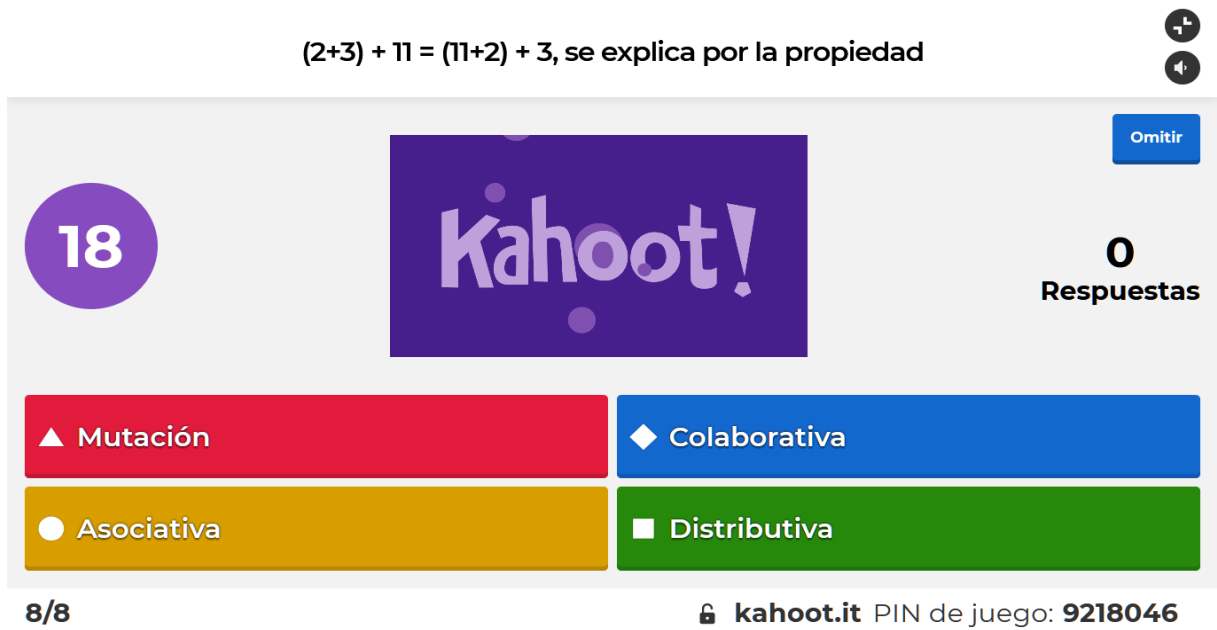 (2+3) + 11 = (11+2) + 3, se explica por la propiedad
Omitir
18
Kahoot!
0
Respuestas
Mutación
Colaborativa
Asociativa
Distributiva
8/8
kahoot.it PIN de juego: 9218046